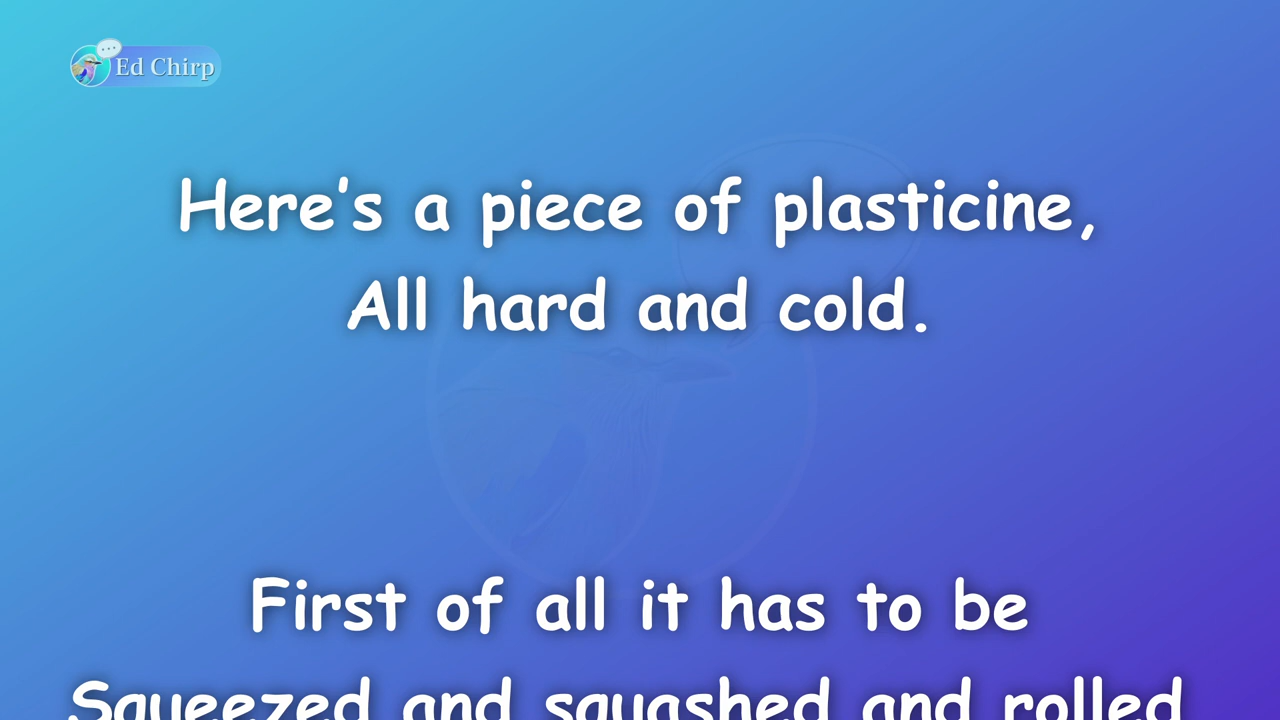 Ed Chirp
Here's a piece of plasticine,
All hard and cold.
First of all it has to be
Squeezed and squashed and rolled